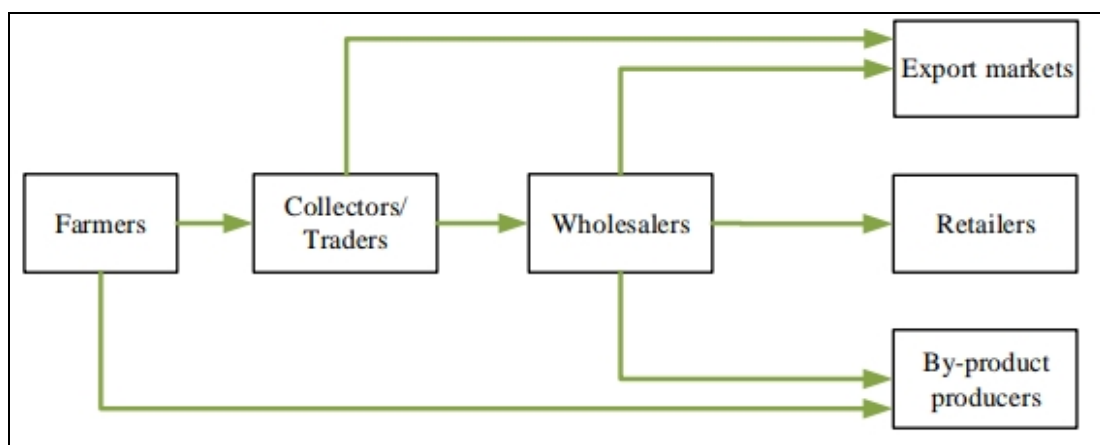 Export markets
Farmers
Collectors/
Traders
Wholesalers
Retailers
By-product
producers